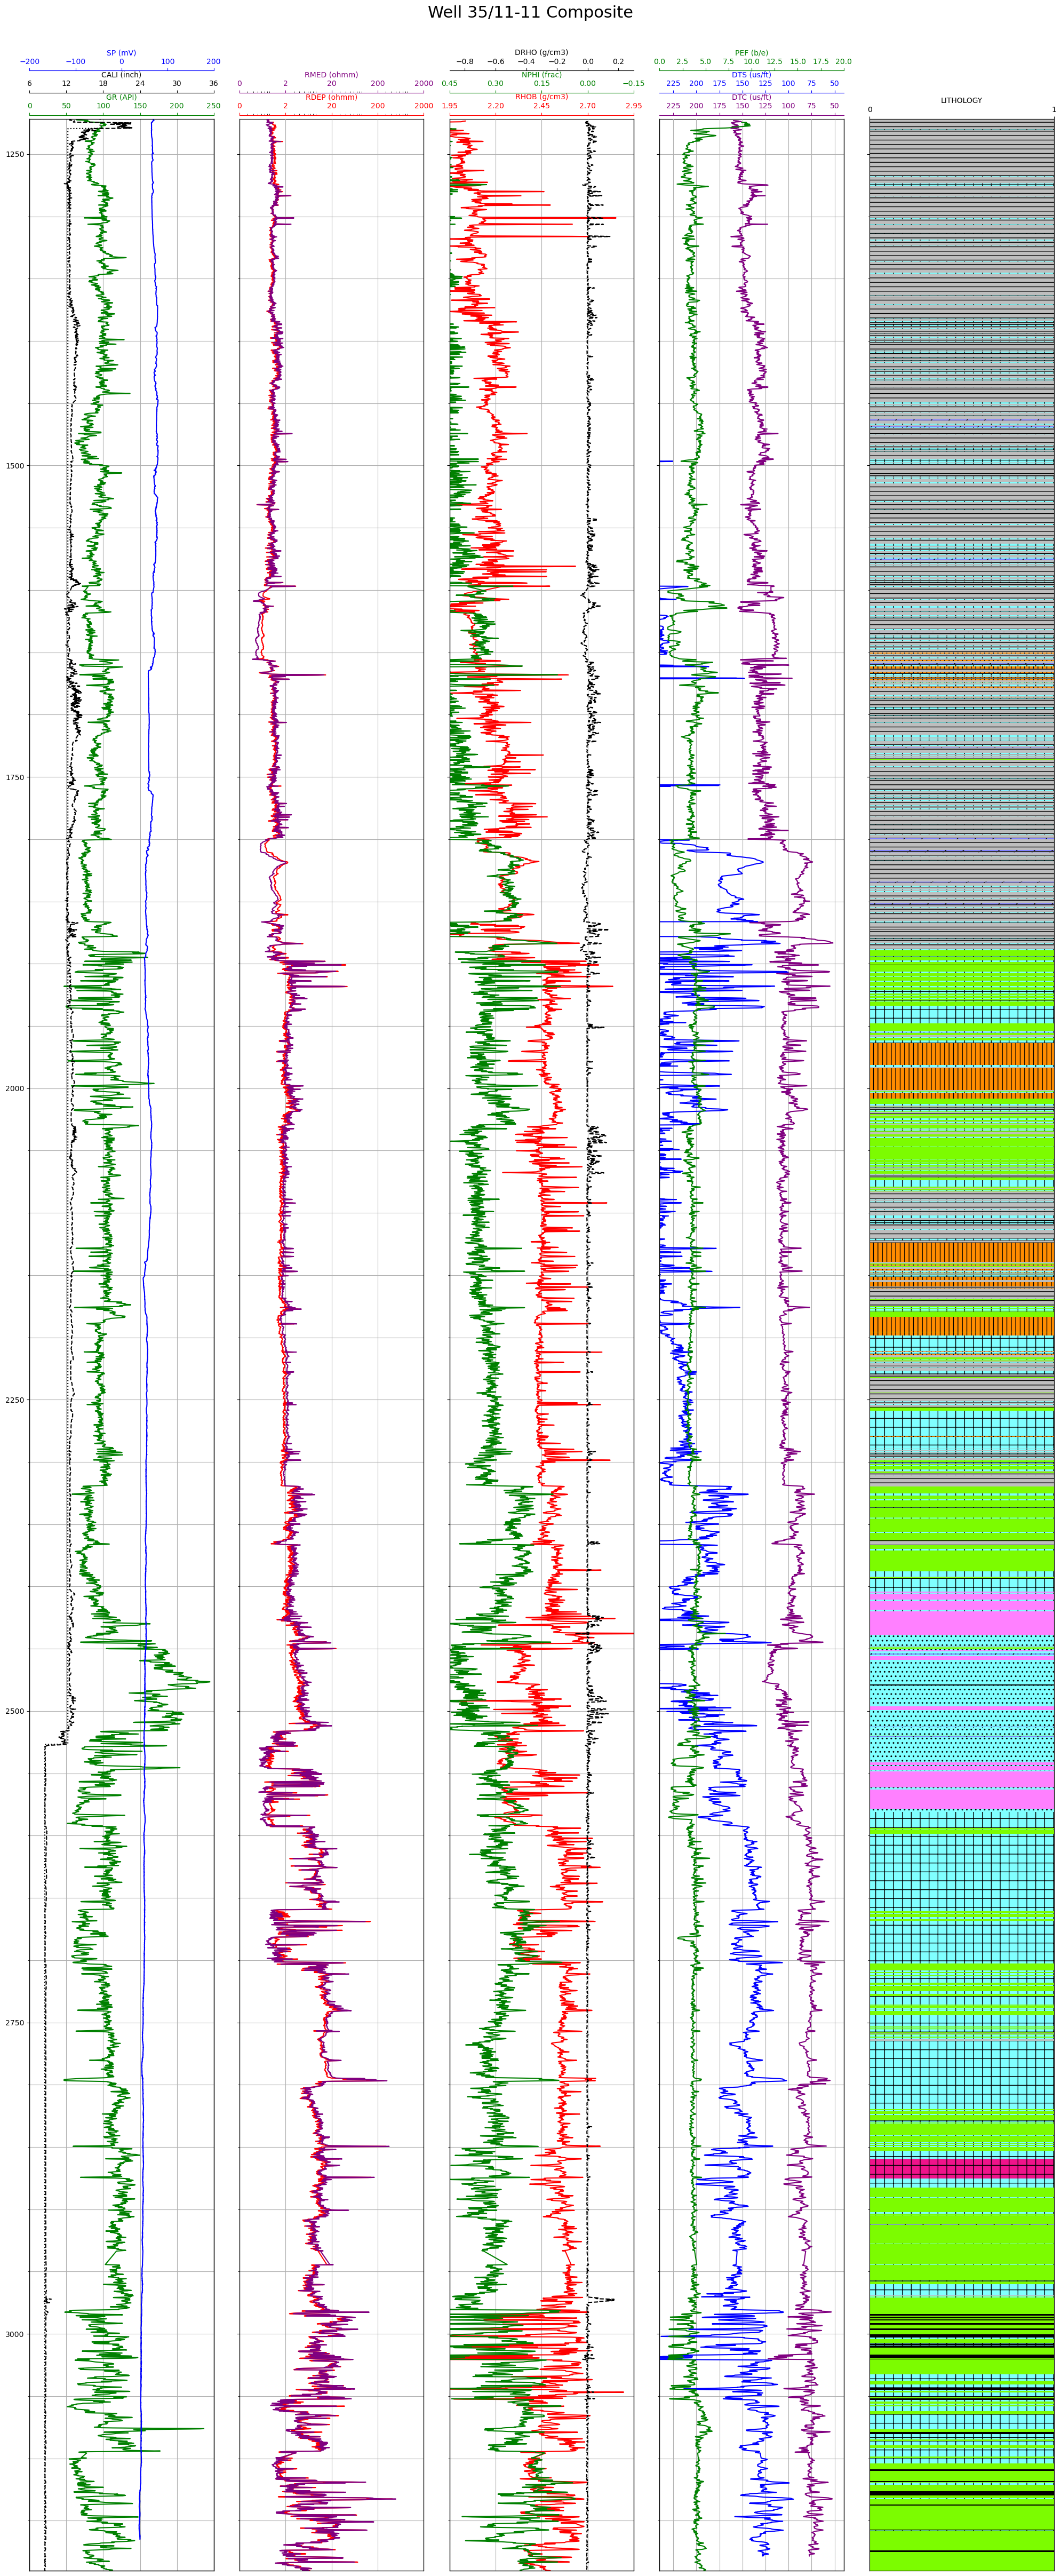 Well 35/11-11 Composite
SP (mV)
−200 −100 0 100 200
CALI (inch)
6 12 18 24 30 36
GR (API)
0 50 100 150 200 250
RMED (ohmm)
0 2 20 200 2000
RDEP (ohmm)
0 2 20 200 2000
DRHO (g/cm3)
−0.8 −0.6 −0.4 −0.2 0.00 0.2
NPHI (frac)
0.45 0.30 0.15 0.00 −0.15
RHOB (g/cm3)
1.95 2.20 2.45 2.70 2.95
PEF (b/e)
0.0 2.5 5.0 7.5 10.0 12.5 15.0 17.5 20.0
DTS (us/ft)
225 200 175 150 125 100 75 50
DTC (us/ft)
225 200 175 150 125 100 75 50
LITHOLOGY
0 1
1250
1500
1750
2000
2250
2500
2750
3000